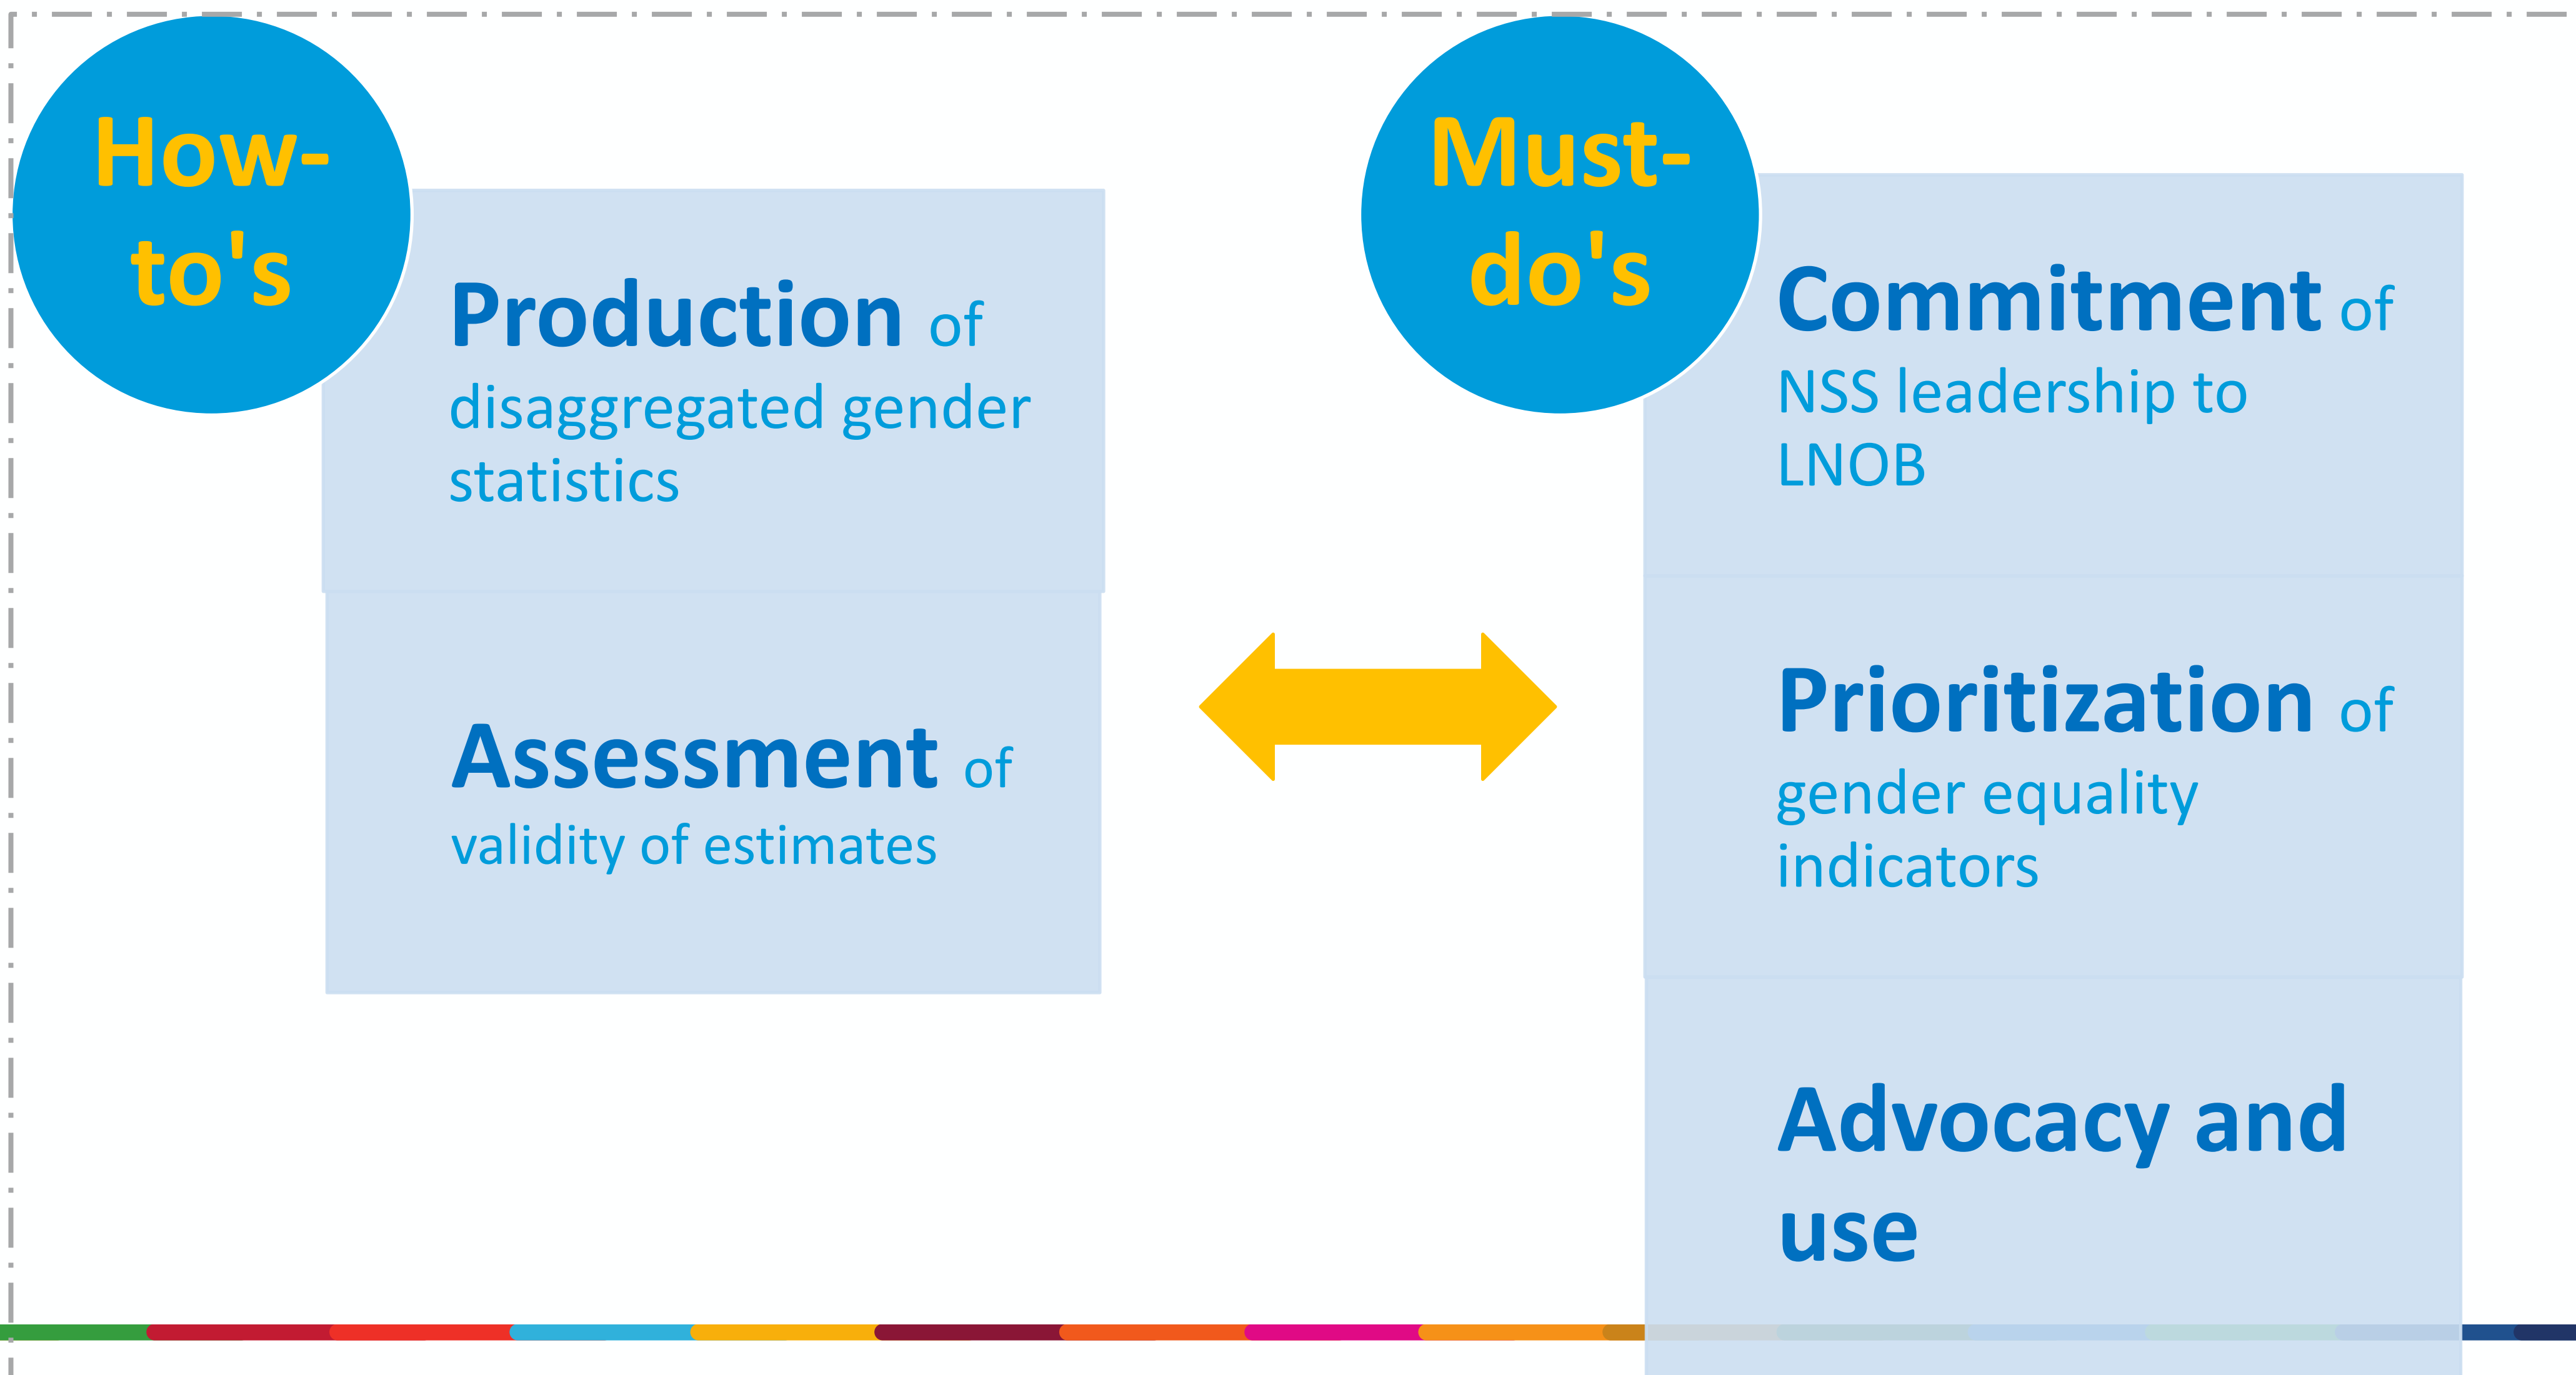 How-
to's
Production of
disaggregated gender
statistics
Assessment of
validity of estimates
Must-
do's
Commitment of
NSS leadership to
LNOB
Prioritization of
gender equality
indicators
Advocacy and
use